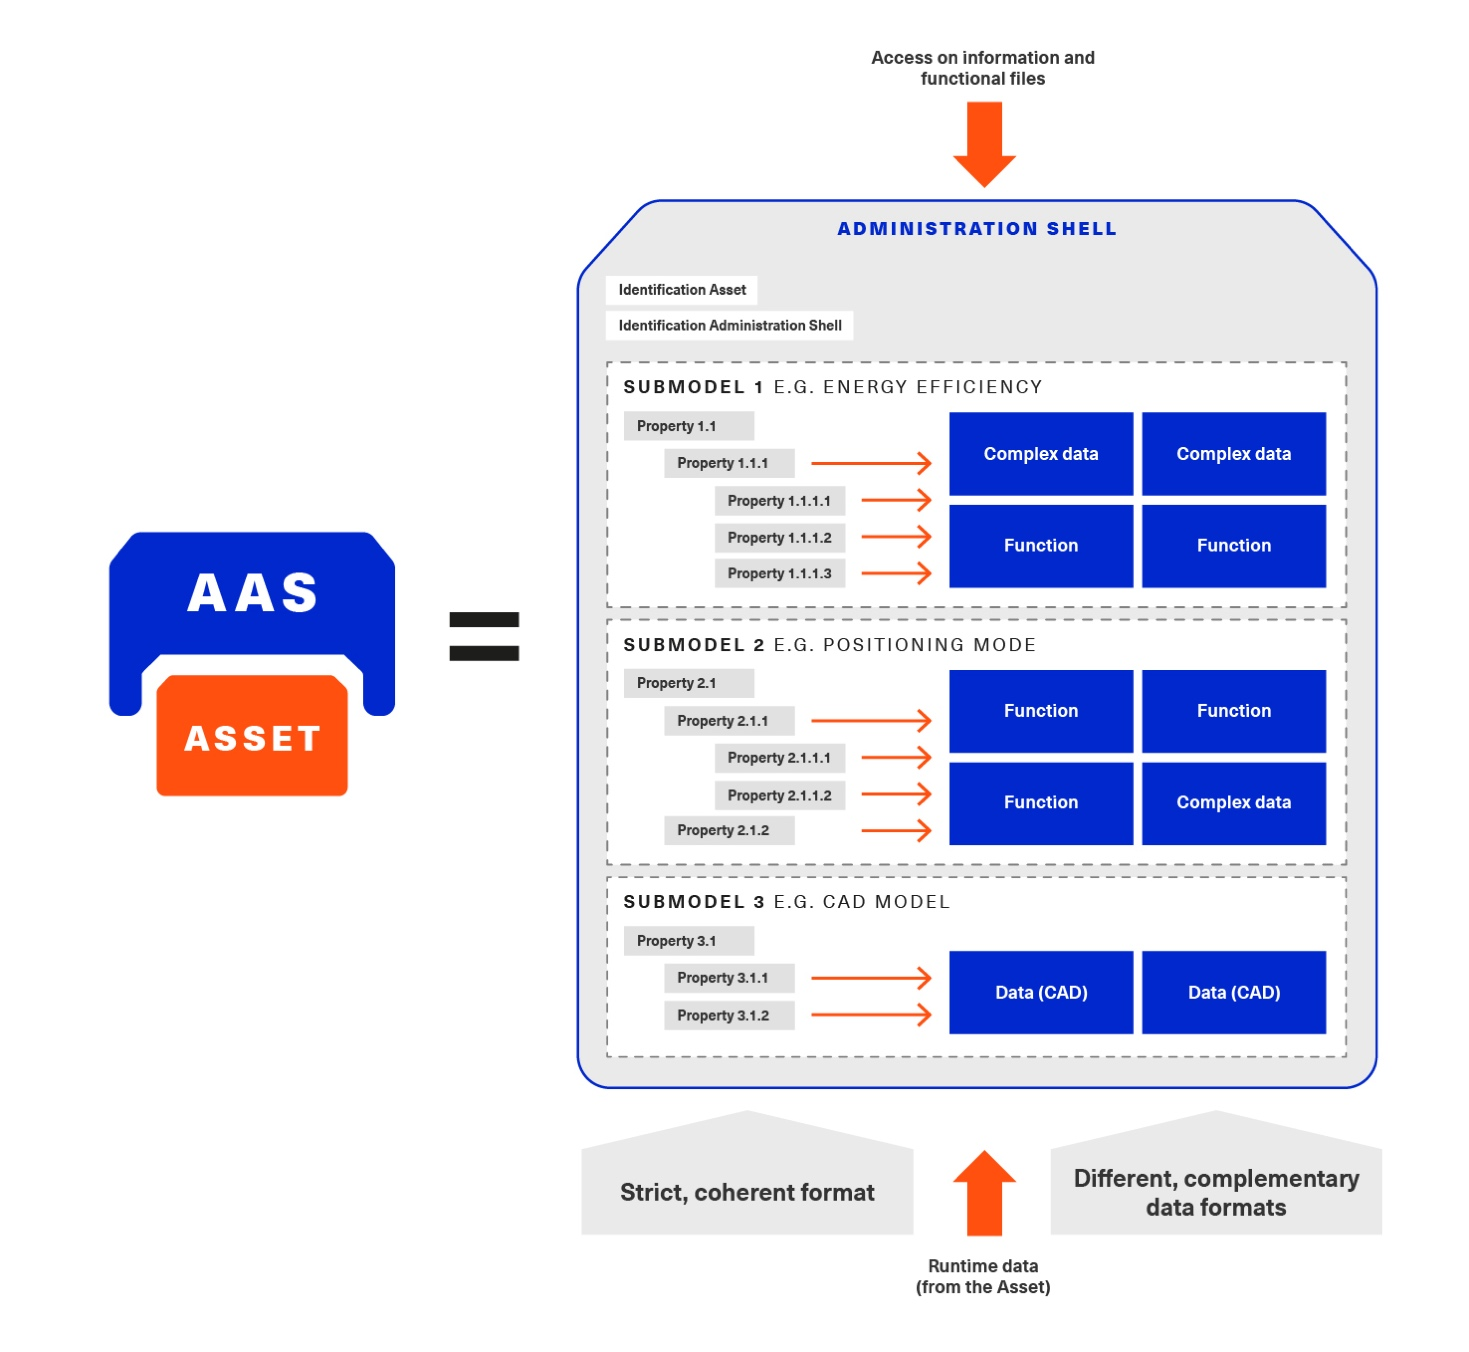 Access on information and
functional files
ADMINISTRATION SHELL
Identification Asset
Identification Administration Shell
SUBMODEL 1 E.G. ENERGY EFFICIENCY
Property 1.1
Property 1.1.1
Property 1.1.1.1
Property 1.1.1.2
Property 1.1.1.3
Complex data
Complex data
Function
Function
AAS
ASSET
SUBMODEL 2 E.G. POSITIONING MODE
Property 2.1
Property 2.1.1
Property 2.1.1.1
Property 2.1.1.2
Property 2.1.2
Function
Function
Function
Complex data
SUBMODEL 3 E.G. CAD MODEL
Property 3.1
Property 3.1.1
Property 3.1.2
Data (CAD)
Data (CAD)
Strict, coherent format
Different, complementary
data formats
Runtime data
(from the Asset)